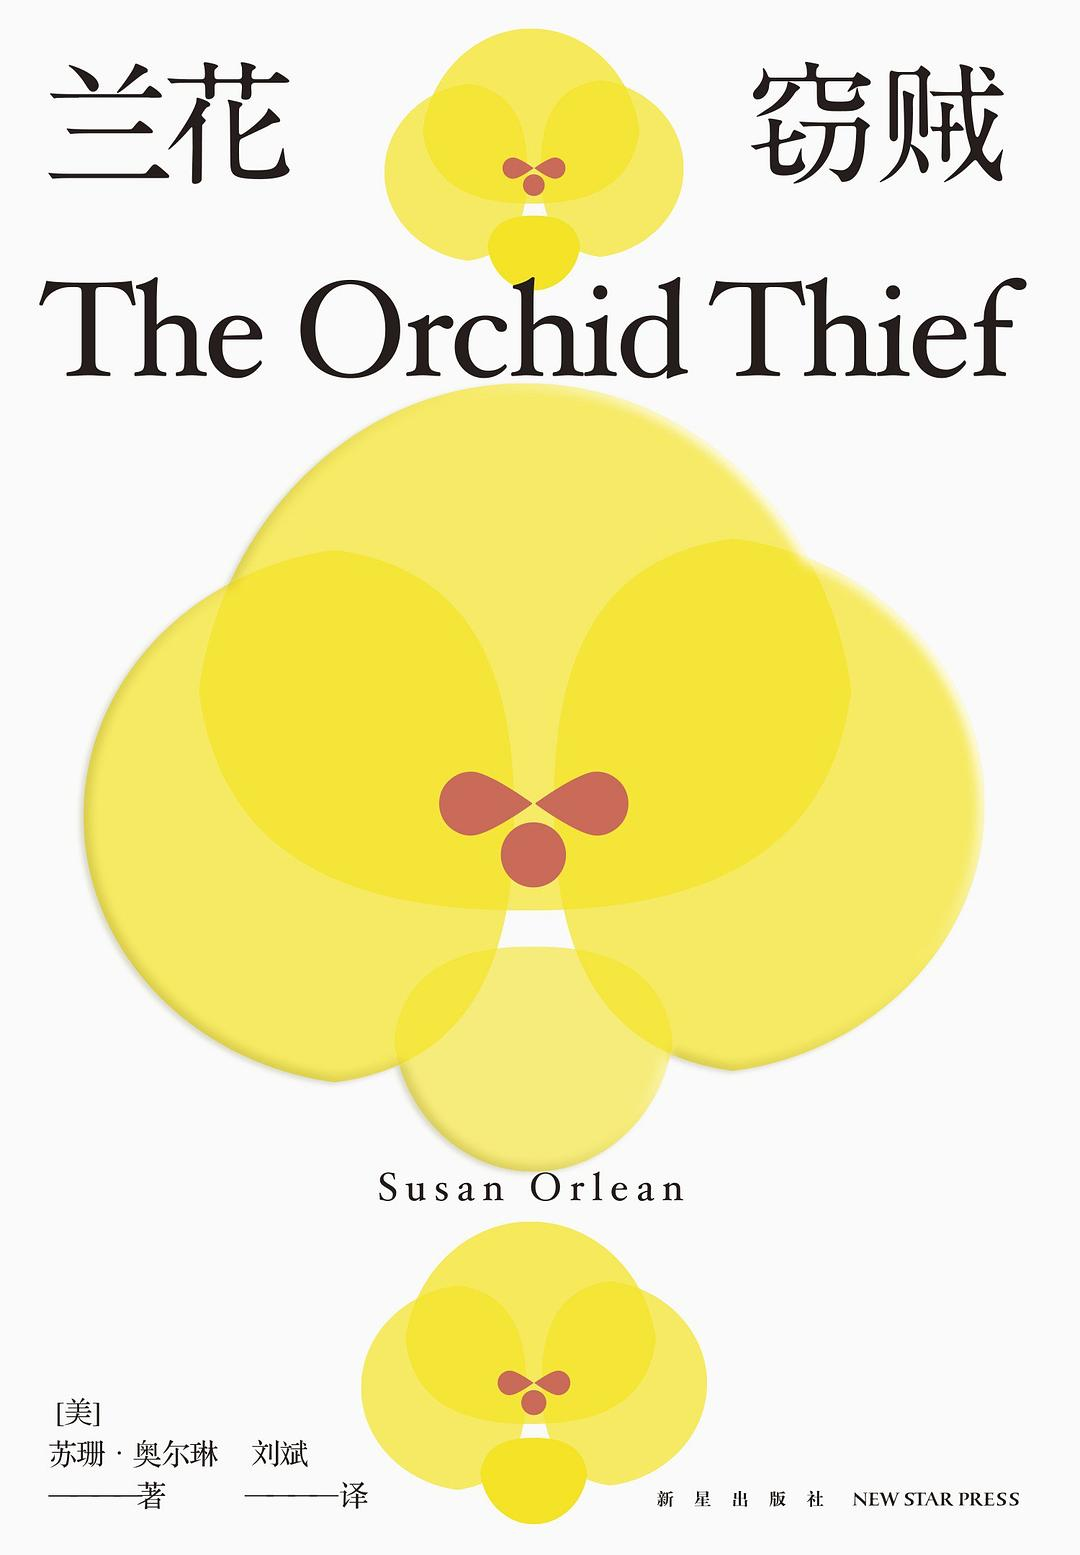 兰花 窃贼
The Orchid Thief
Susan Orlean
[美]
苏珊·奥尔琳 刘斌
———著 ———译
新星出版社 NEW STAR PRESS